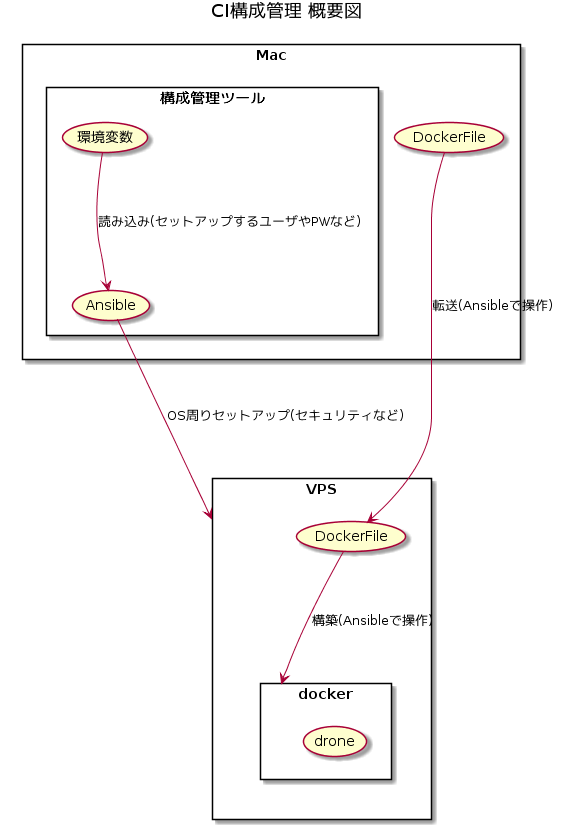 CI構成管理 概要図
Mac
構成管理ツール
環境変数
DockerFile
読み込み(セットアップするユーザやPWなど)
Ansible
転送(Ansibleで操作)
OS周りセットアップ(セキュリティなど)
VPS
DockerFile
構築(Ansibleで操作)
docker
drone